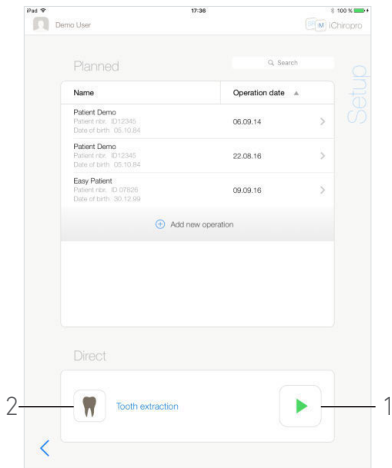 iPad 17:36 100 %
Demo User iChiropro
Planned Search
Setup
Name Operation date
Patient Demo
Patient nbr. ID12345 06.09.14
Date of birth 05.10.84
Patient Demo
Patient nbr. ID12345 22.08.16
Date of birth 05.10.84
Easy Patient
Patient nbr. ID 07826 09.09.16
Date of birth 30.12.99
Add new operation
Direct
2 Tooth extraction 1